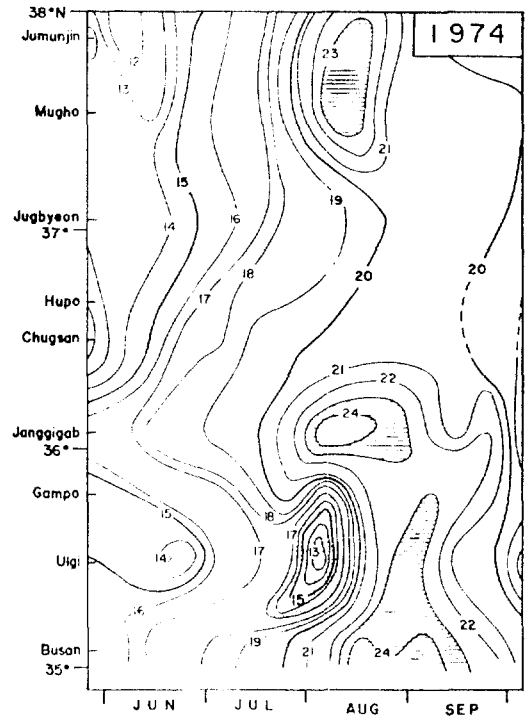 38°N
1974
Jumunjin
23
12
13
Mugho
21
15
19
Jugbyeon
14
16
37°
18
20
20
17
Hupo
Chugsan
21
22
24
Janggigab
36°
Gampo
15
18
17
17
13
14
Uigi
15
16
22
19
21
24
Busan
35°
JUN
JUL
AUG
SEP